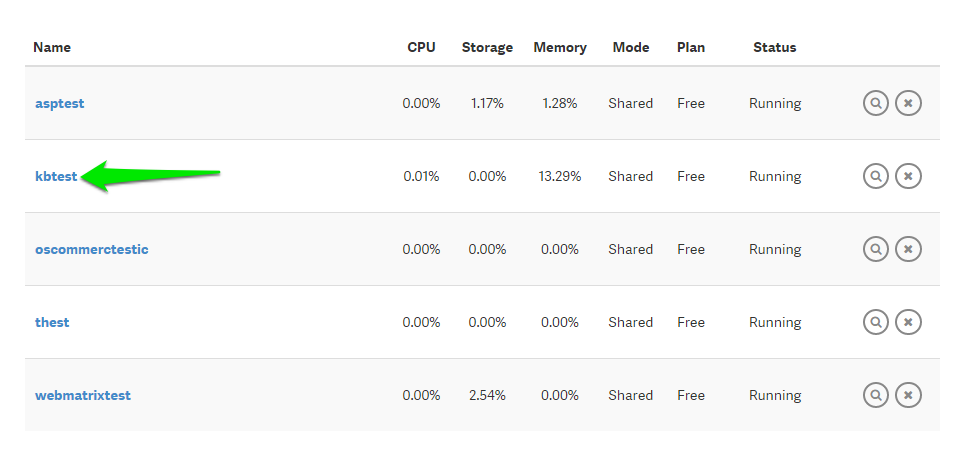 Name CPU Storage Memory Mode Plan Status
asptest 0.00% 1.17% 1.28% Shared Free Running
kbtest 0.01% 0.00% 13.29% Shared Free Running
oscommerctestic 0.00% 0.00% 0.00% Shared Free Running
thest 0.00% 0.00% 0.00% Shared Free Running
webmatrixtest 0.00% 2.54% 0.00% Shared Free Running